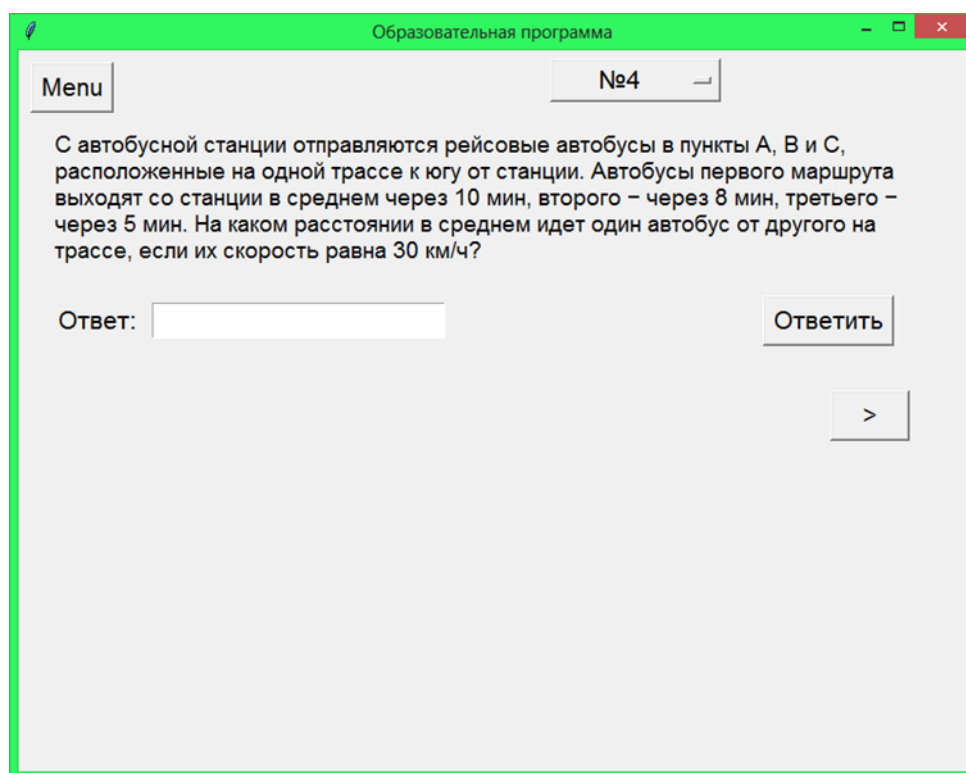 Образовательная программа
Menu
№4
С автобусной станции отправляются рейсовые автобусы в пункты А, В и С,
расположенные на одной трассе к югу от станции. Автобусы первого маршрута
выходят со станции в среднем через 10 мин, второго − через 8 мин, третьего −
через 5 мин. На каком расстоянии в среднем идет один автобус от другого на
трассе, если их скорость равна 30 км/ч?
Ответ:
Ответить
>